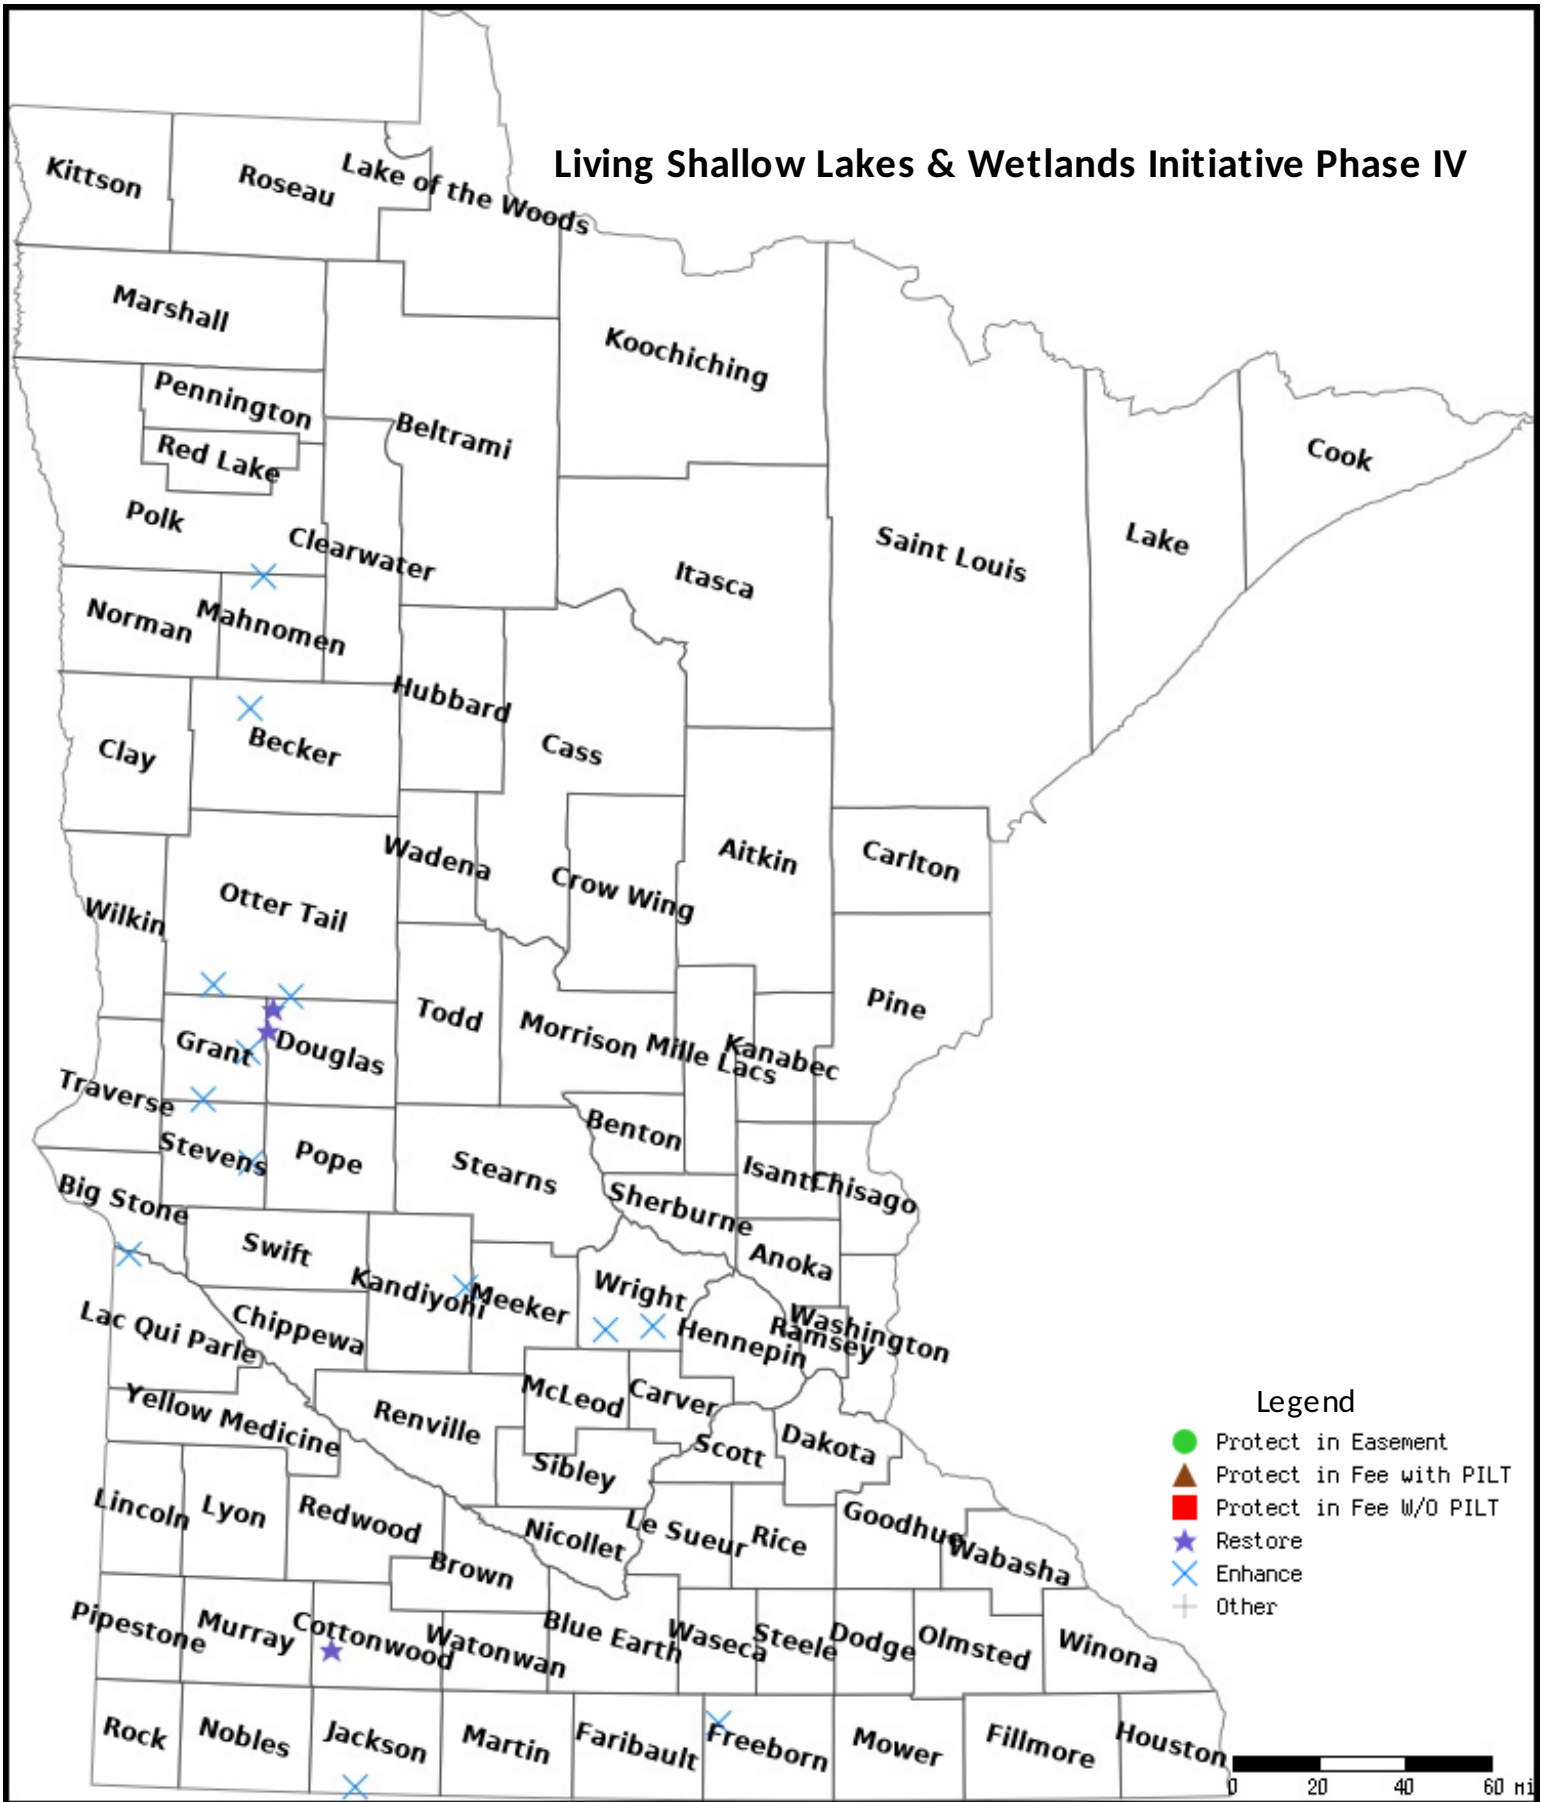 Living Shallow Lakes & Wetlands Initiative Phase IV
Kittson
Roseau
Lake of the Woods
Marshall
Koochiching
Pennington
Beltrami
Red Lake
Cook
Polk
Clearwater
Saint Louis
Lake
Itasca
Norman
Mahnomen
Hubbard
Clay
Becker
Cass
Wadena
Aitkin
Carlton
Otter Tail
Crow Wing
Wilkin
Pine
Todd
Morrison
Mille Lacs
Kanabec
Grant
Douglas
Traverse
Benton
Stevens
Pope
Stearns
Isanti
Chisago
Big Stone
Sherburne
Swift
Anoka
Kandiyohi
Meeker
Wright
Washington
Ramsey
Hennepin
Lac Qui Parle
Chippewa
McLeod
Carver
Yellow Medicine
Renville
Scott
Dakota
Sibley
Lincoln
Lyon
Redwood
Nicollet
Le Sueur
Rice
Goodhue
Wabasha
Brown
Pipestone
Murray
Cottonwood
Watonwan
Blue Earth
Waseca
Steele
Dodge
Olmsted
Winona
Rock
Nobles
Jackson
Martin
Faribault
Freeborn
Mower
Fillmore
Houston
Legend
Protect in Easement
Protect in Fee with PILT
Protect in Fee W/O PILT
Restore
Enhance
Other
0 20 40 60 mi